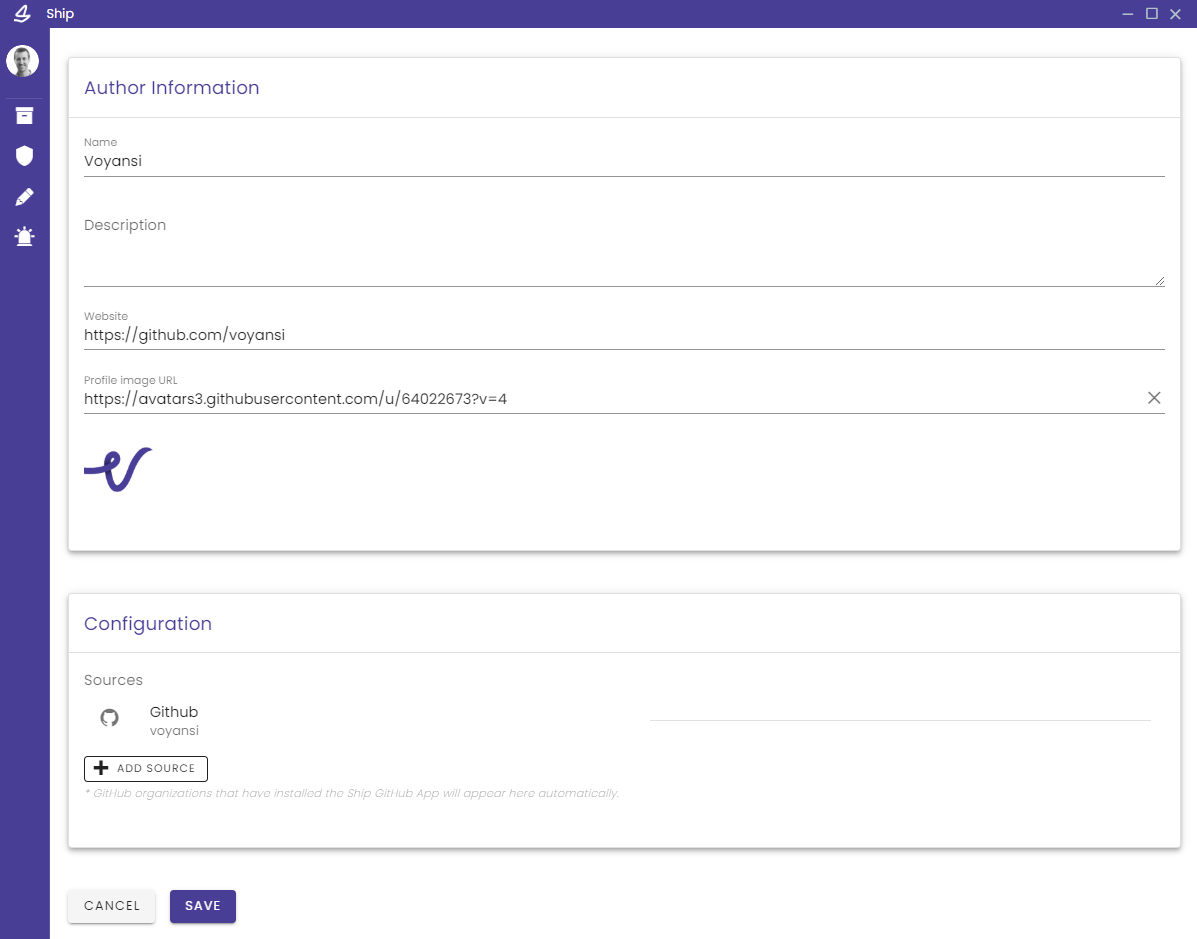 Ship
Author Information
Name
Voyansi
Description
Website
https://github.com/voyansi
Profile image URL
https://avatars3.githubusercontent.com/u/64022673?v=4
Configuration
Sources
Github
voyansi
ADD SOURCE
* GitHub organizations that have installed the Ship GitHub App will appear here automatically.
CANCEL
SAVE